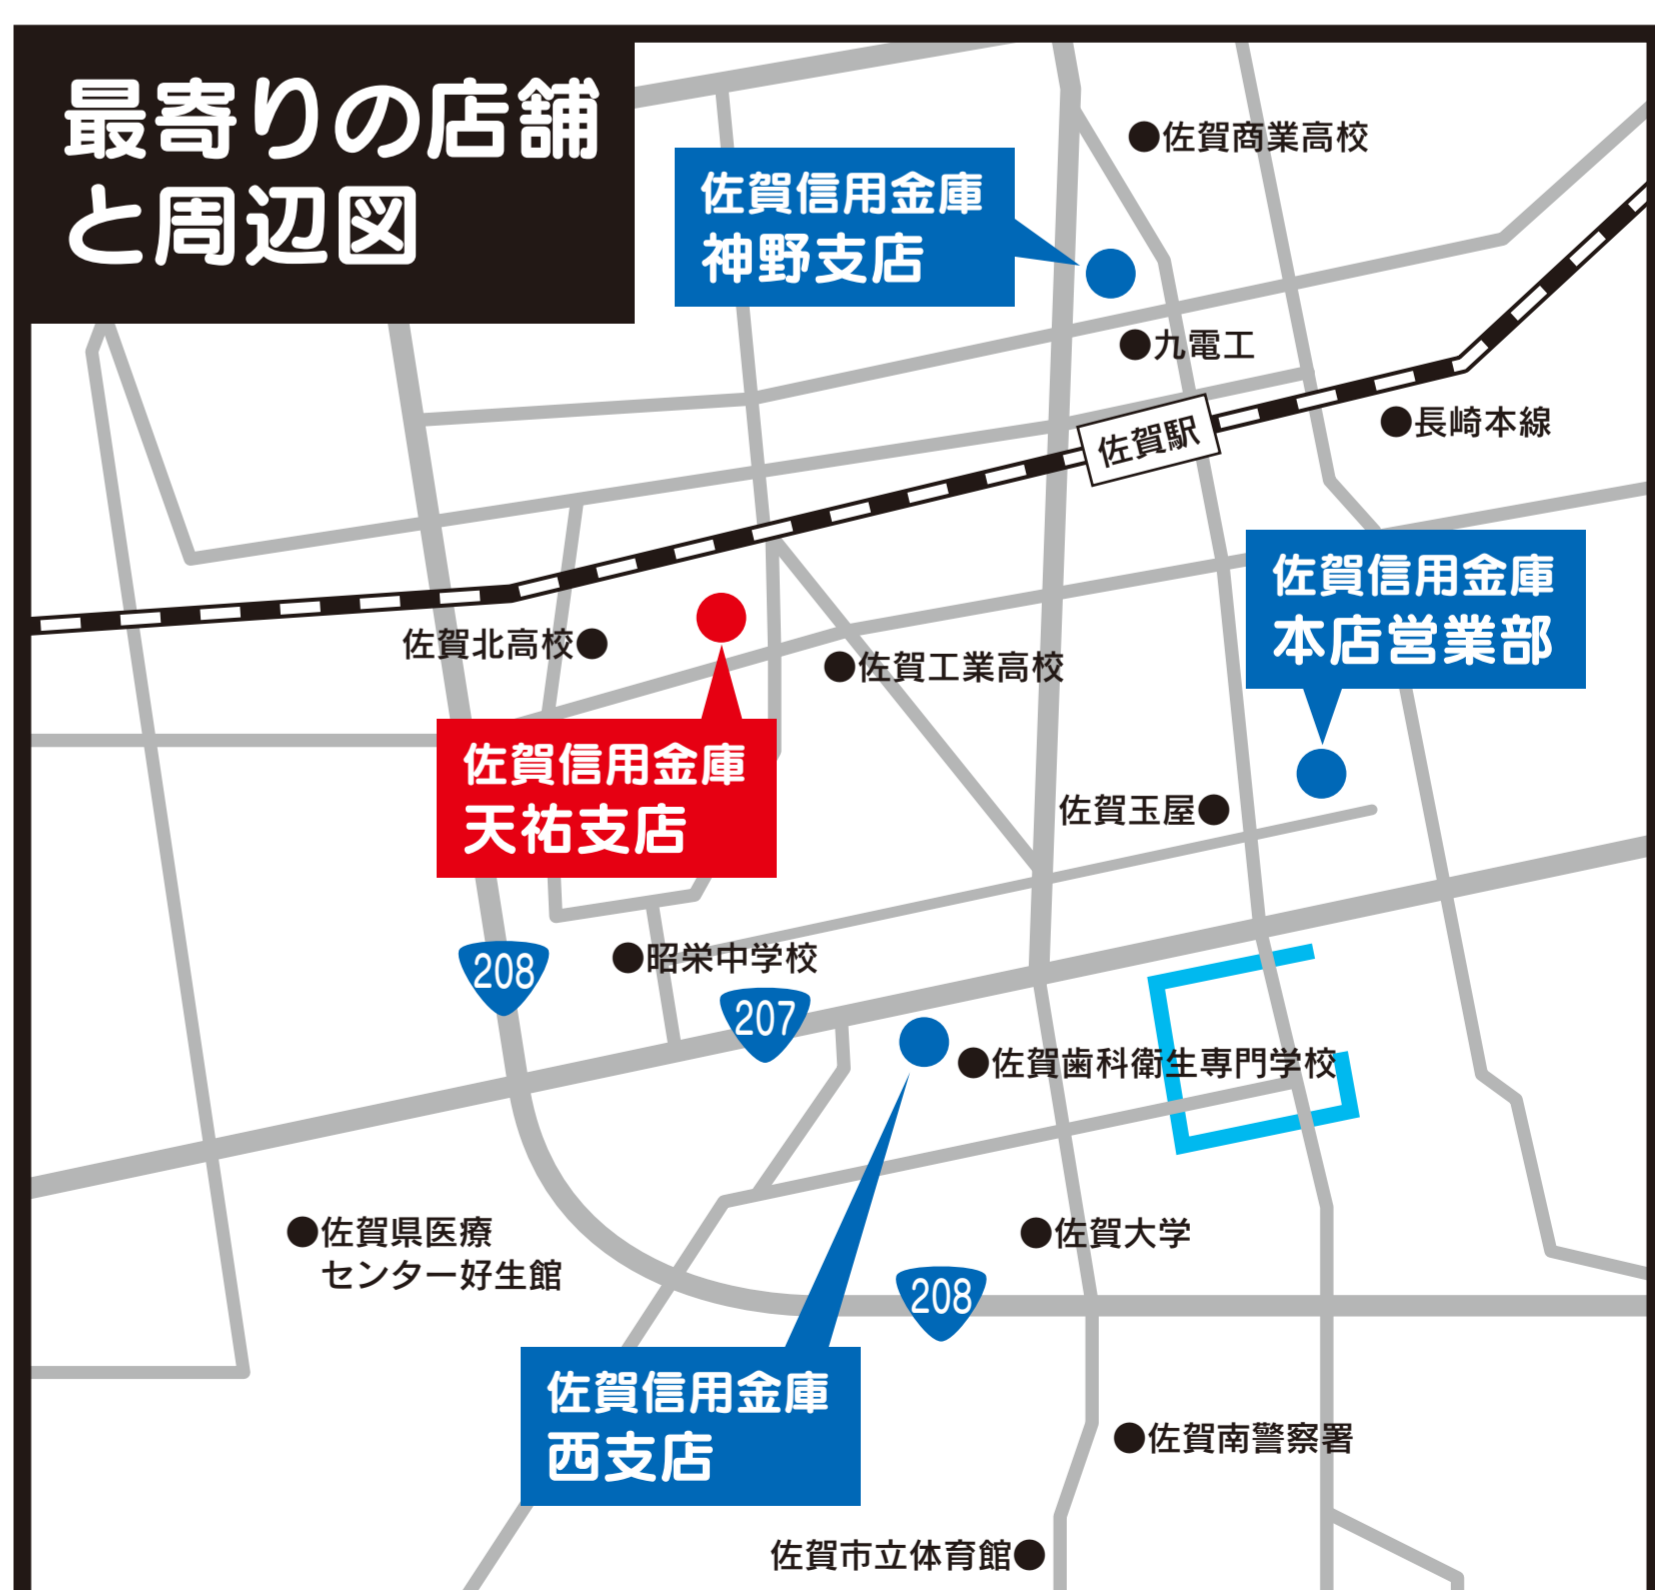 最寄りの店舗
と周辺図
佐賀商業高校
佐賀信用金庫
神野支店
九電工
佐賀駅
長崎本線
佐賀信用金庫
本店営業部
佐賀北高校
佐賀工業高校
佐賀信用金庫
天祐支店
佐賀玉屋
昭栄中学校
208
207
佐賀歯科衛生専門学校
佐賀県医療
センター好生館
佐賀大学
208
佐賀信用金庫
西支店
佐賀南警察署
佐賀市立体育館